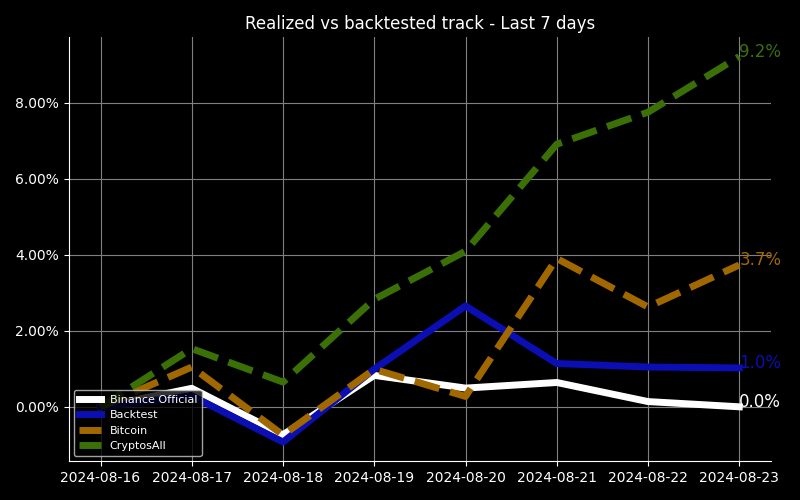 Realized vs backtested track - Last 7 days
9.2%
8.00%
6.00%
4.00%
3.7%
2.00%
1.0%
0.00%
0.0%
Binance Official
Backtest
Bitcoin
CryptosAll
2024-08-16 2024-08-17 2024-08-18 2024-08-19 2024-08-20 2024-08-21 2024-08-22 2024-08-23